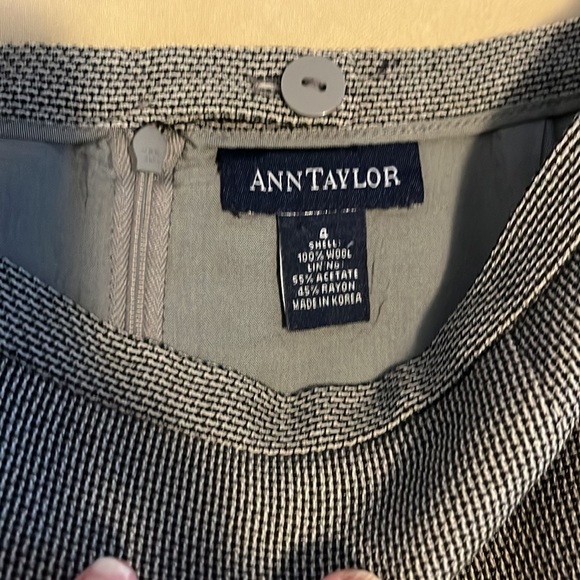 ANNTAYLOR
4
SHELL:
100% WOOL
LINING
55% ACETATE
45% RAYON
MADE IN KOREA